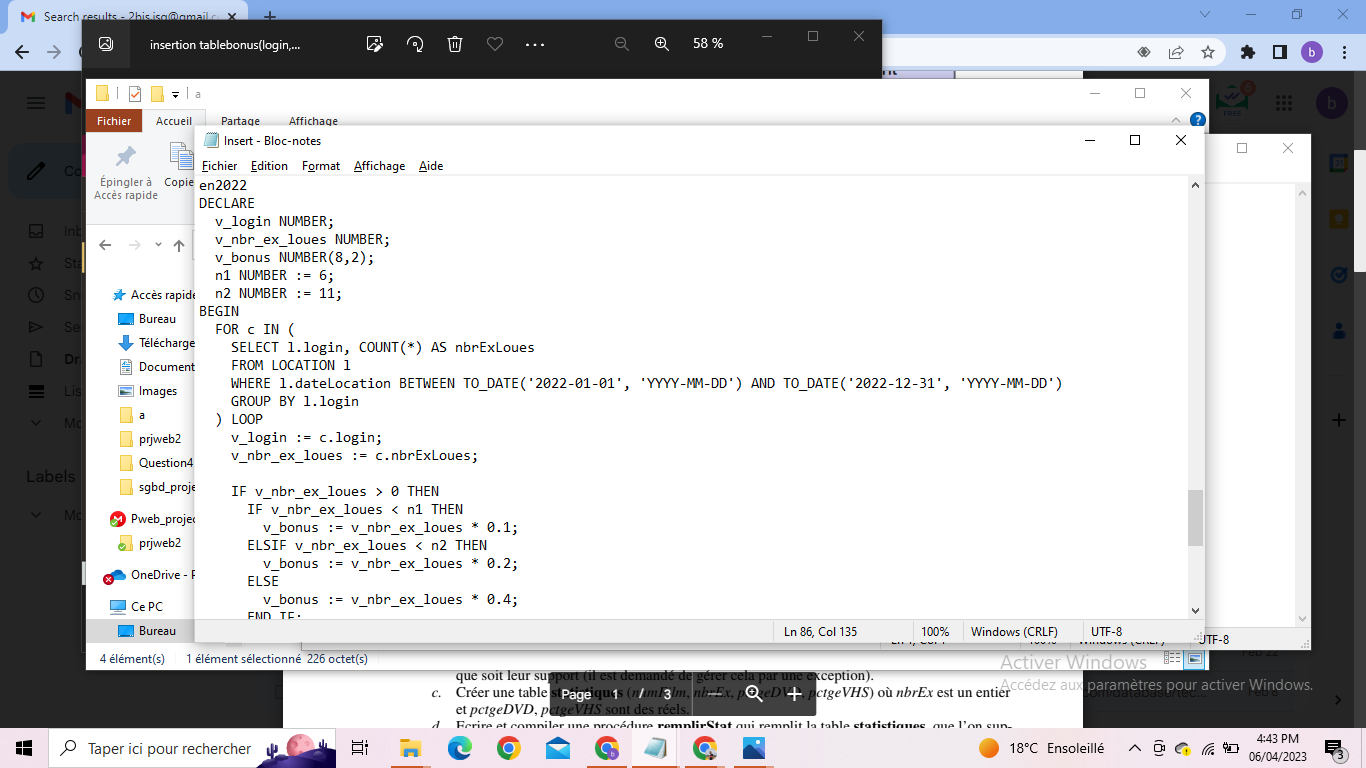 Search results - 2bis.isg@gmail.c
insertion tablebonus(login,...
58 %
b
a
Fichier
Accueil
Partage
Affichage
Épingler à
Accès rapide
Copie
Insert - Bloc-notes
Fichier Edition Format Affichage Aide
en2022
DECLARE
v_login NUMBER;
v_nbr_ex_loues NUMBER;
v_bonus NUMBER(8,2);
n1 NUMBER := 6;
n2 NUMBER := 11;
BEGIN
FOR c IN (
SELECT l.login, COUNT(*) AS nbrExLoues
FROM LOCATION l
WHERE l.dateLocation BETWEEN TO_DATE('2022-01-01', 'YYYY-MM-DD') AND TO_DATE('2022-12-31', 'YYYY-MM-DD')
GROUP BY l.login
) LOOP
v_login := c.login;
v_nbr_ex_loues := c.nbrExLoues;
IF v_nbr_ex_loues > 0 THEN
IF v_nbr_ex_loues < n1 THEN
v_bonus := v_nbr_ex_loues * 0.1;
ELSIF v_nbr_ex_loues < n2 THEN
v_bonus := v_nbr_ex_loues * 0.2;
ELSE
v_bonus := v_nbr_ex_loues * 0.4;
END IF;
Ln 86, Col 135
100%
Windows (CRLF)
UTF-8
UTF-8
Accès rapide
Bureau
Télécharge
Document
Images
a
prjweb2
Question4
sgbd_proje
Pweb_projec
prjweb2
OneDrive - P
Ce PC
Bureau
4 élément(s)
1 élément sélectionné 226 octet(s)
Labels
FREE
b
Activer Windows
Accédez aux paramètres pour activer Windows.
que soit leur support (il est demandé de gérer cela par une exception).
c. Créer une table statistiques (numFilm, nbrEx, pctgeDVD, pctgeVHS) où nbrEx est un entier
et pctgeDVD, pctgeVHS sont des réels.
d. Ecrire et compiler une procédure remplirStat qui remplit la table statistiques, que l'on sup-
Page 1 / 3
Taper ici pour rechercher
18°C Ensoleillé
4:43 PM
06/04/2023
3